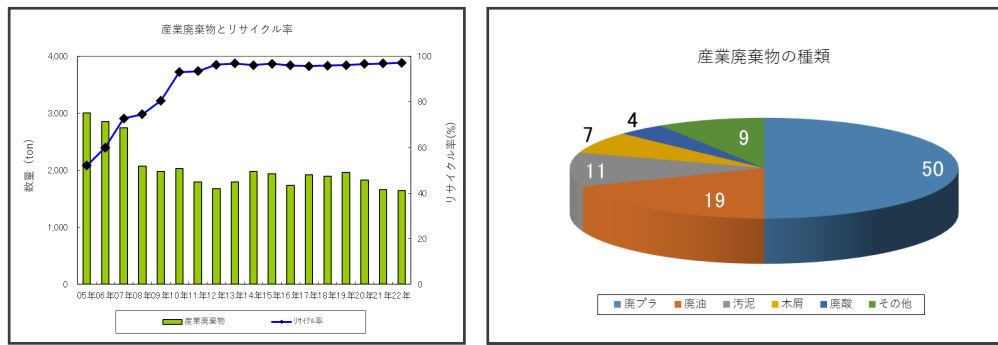 産業廃棄物とリサイクル率
4,000
3,000
2,000
1,000
0
数量（ton）
100
80
60
40
20
0
リサイクル率(%)
05年06年07年08年09年10年11年12年13年14年15年16年17年18年19年20年21年22年
産業廃棄物 リサイクル率
産業廃棄物の種類
50
19
11
7
4
9
廃プラ 廃油 汚泥 木屑 廃酸 その他